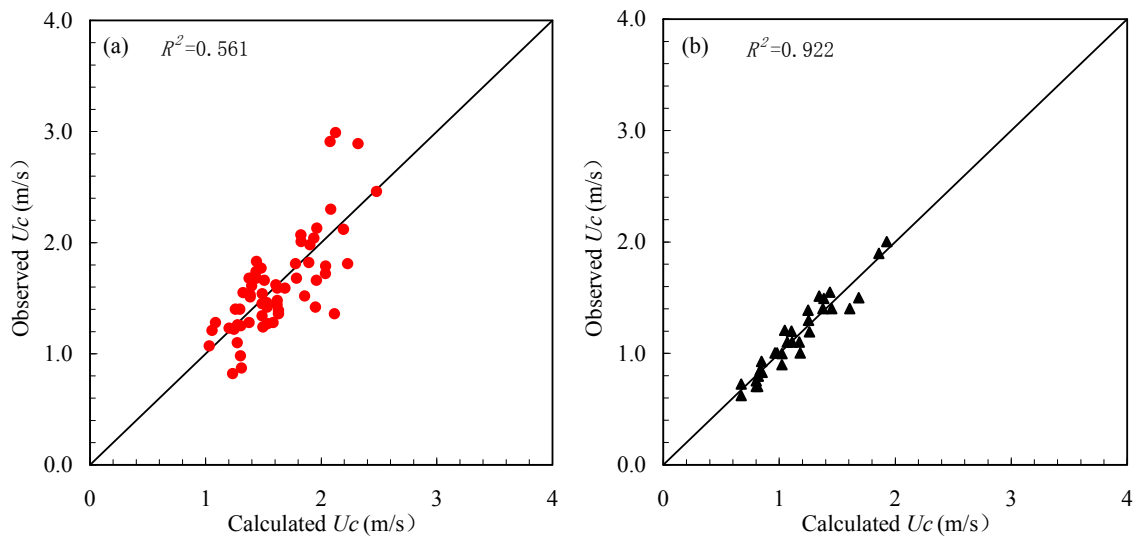 (a) R²=0.561
4.0
3.0
2.0
1.0
0.0
0 1 2 3 4
Observed Uc (m/s)
Calculated Uc (m/s)
(b) R²=0.922
4.0
3.0
2.0
1.0
0.0
0 1 2 3 4
Observed Uc (m/s)
Calculated Uc (m/s)